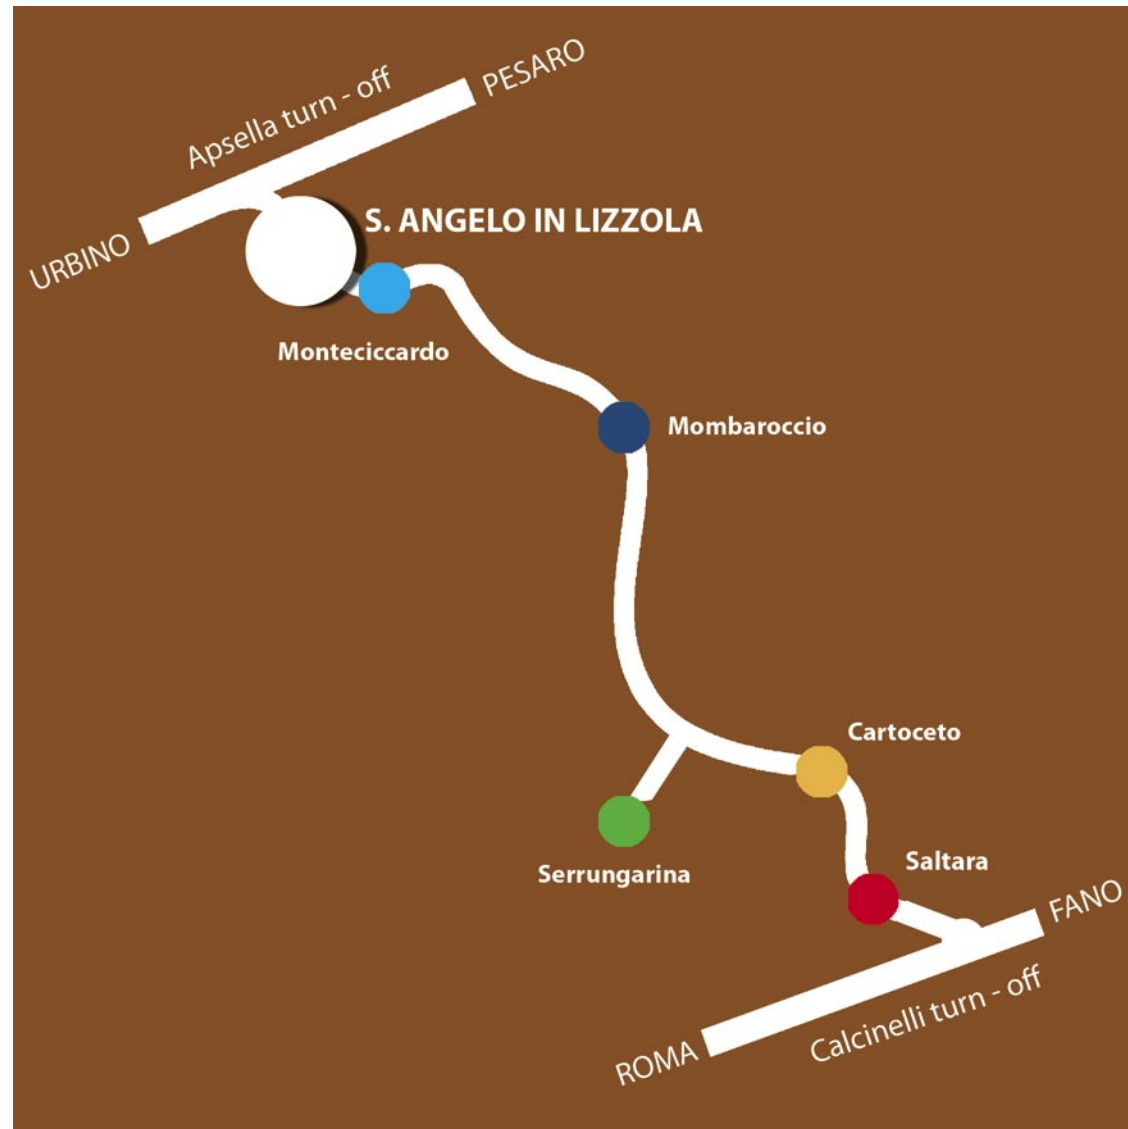 PESARO
Apsella turn - off
URBINO
S. ANGELO IN LIZZOLA
Monteciccardo
Mombaroccio
Cartoceto
Saltara
Serrungarina
FANO
Calcinelli turn - off
ROMA